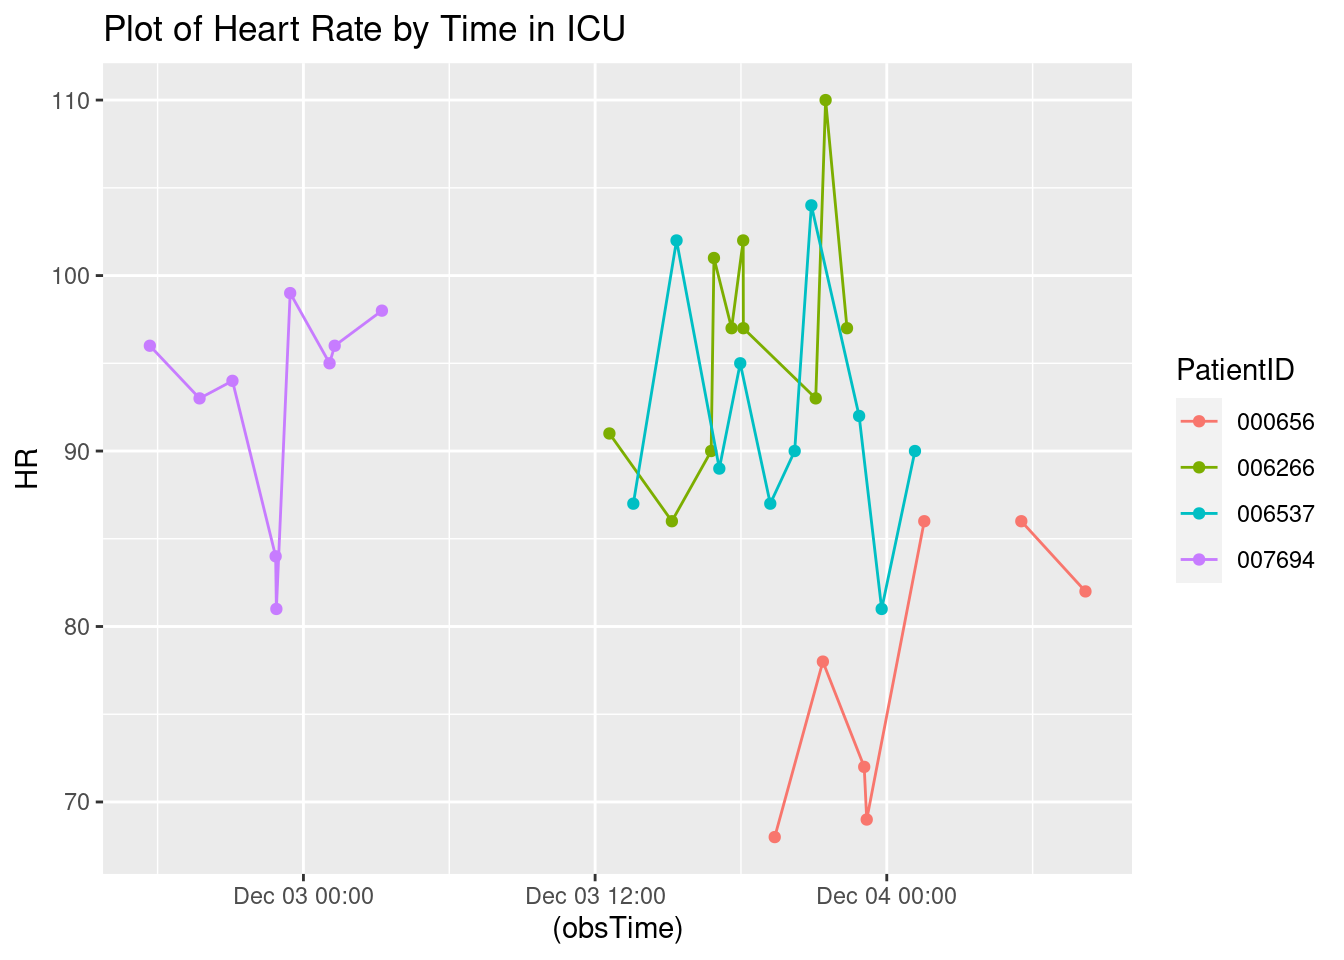 Plot of Heart Rate by Time in ICU
110
100
90
80
70
HR
Dec 03 00:00
Dec 03 12:00
Dec 04 00:00
(obsTime)
PatientID
000656
006266
006537
007694